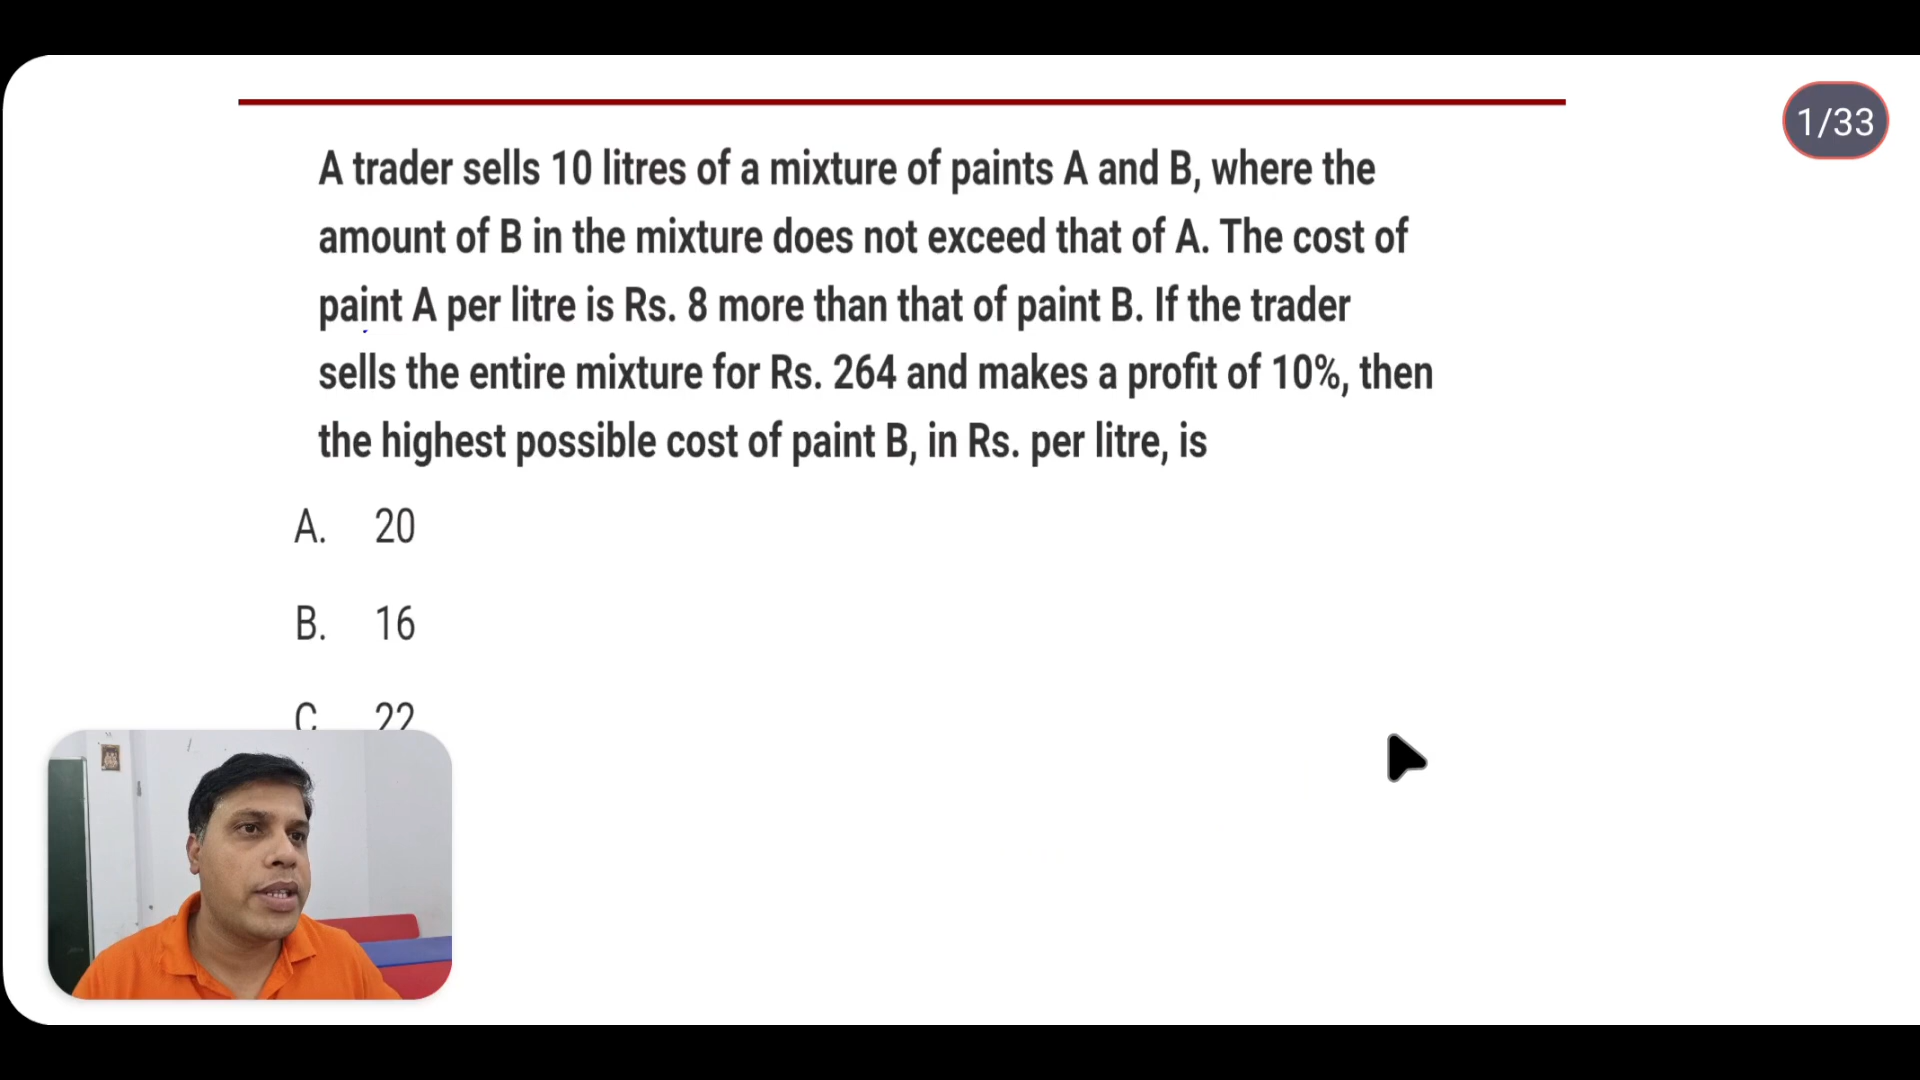 1/33
A trader sells 10 litres of a mixture of paints A and B, where the
amount of B in the mixture does not exceed that of A. The cost of
paint A per litre is Rs. 8 more than that of paint B. If the trader
sells the entire mixture for Rs. 264 and makes a profit of 10%, then
the highest possible cost of paint B, in Rs. per litre, is
A. 20
B. 16
C 22